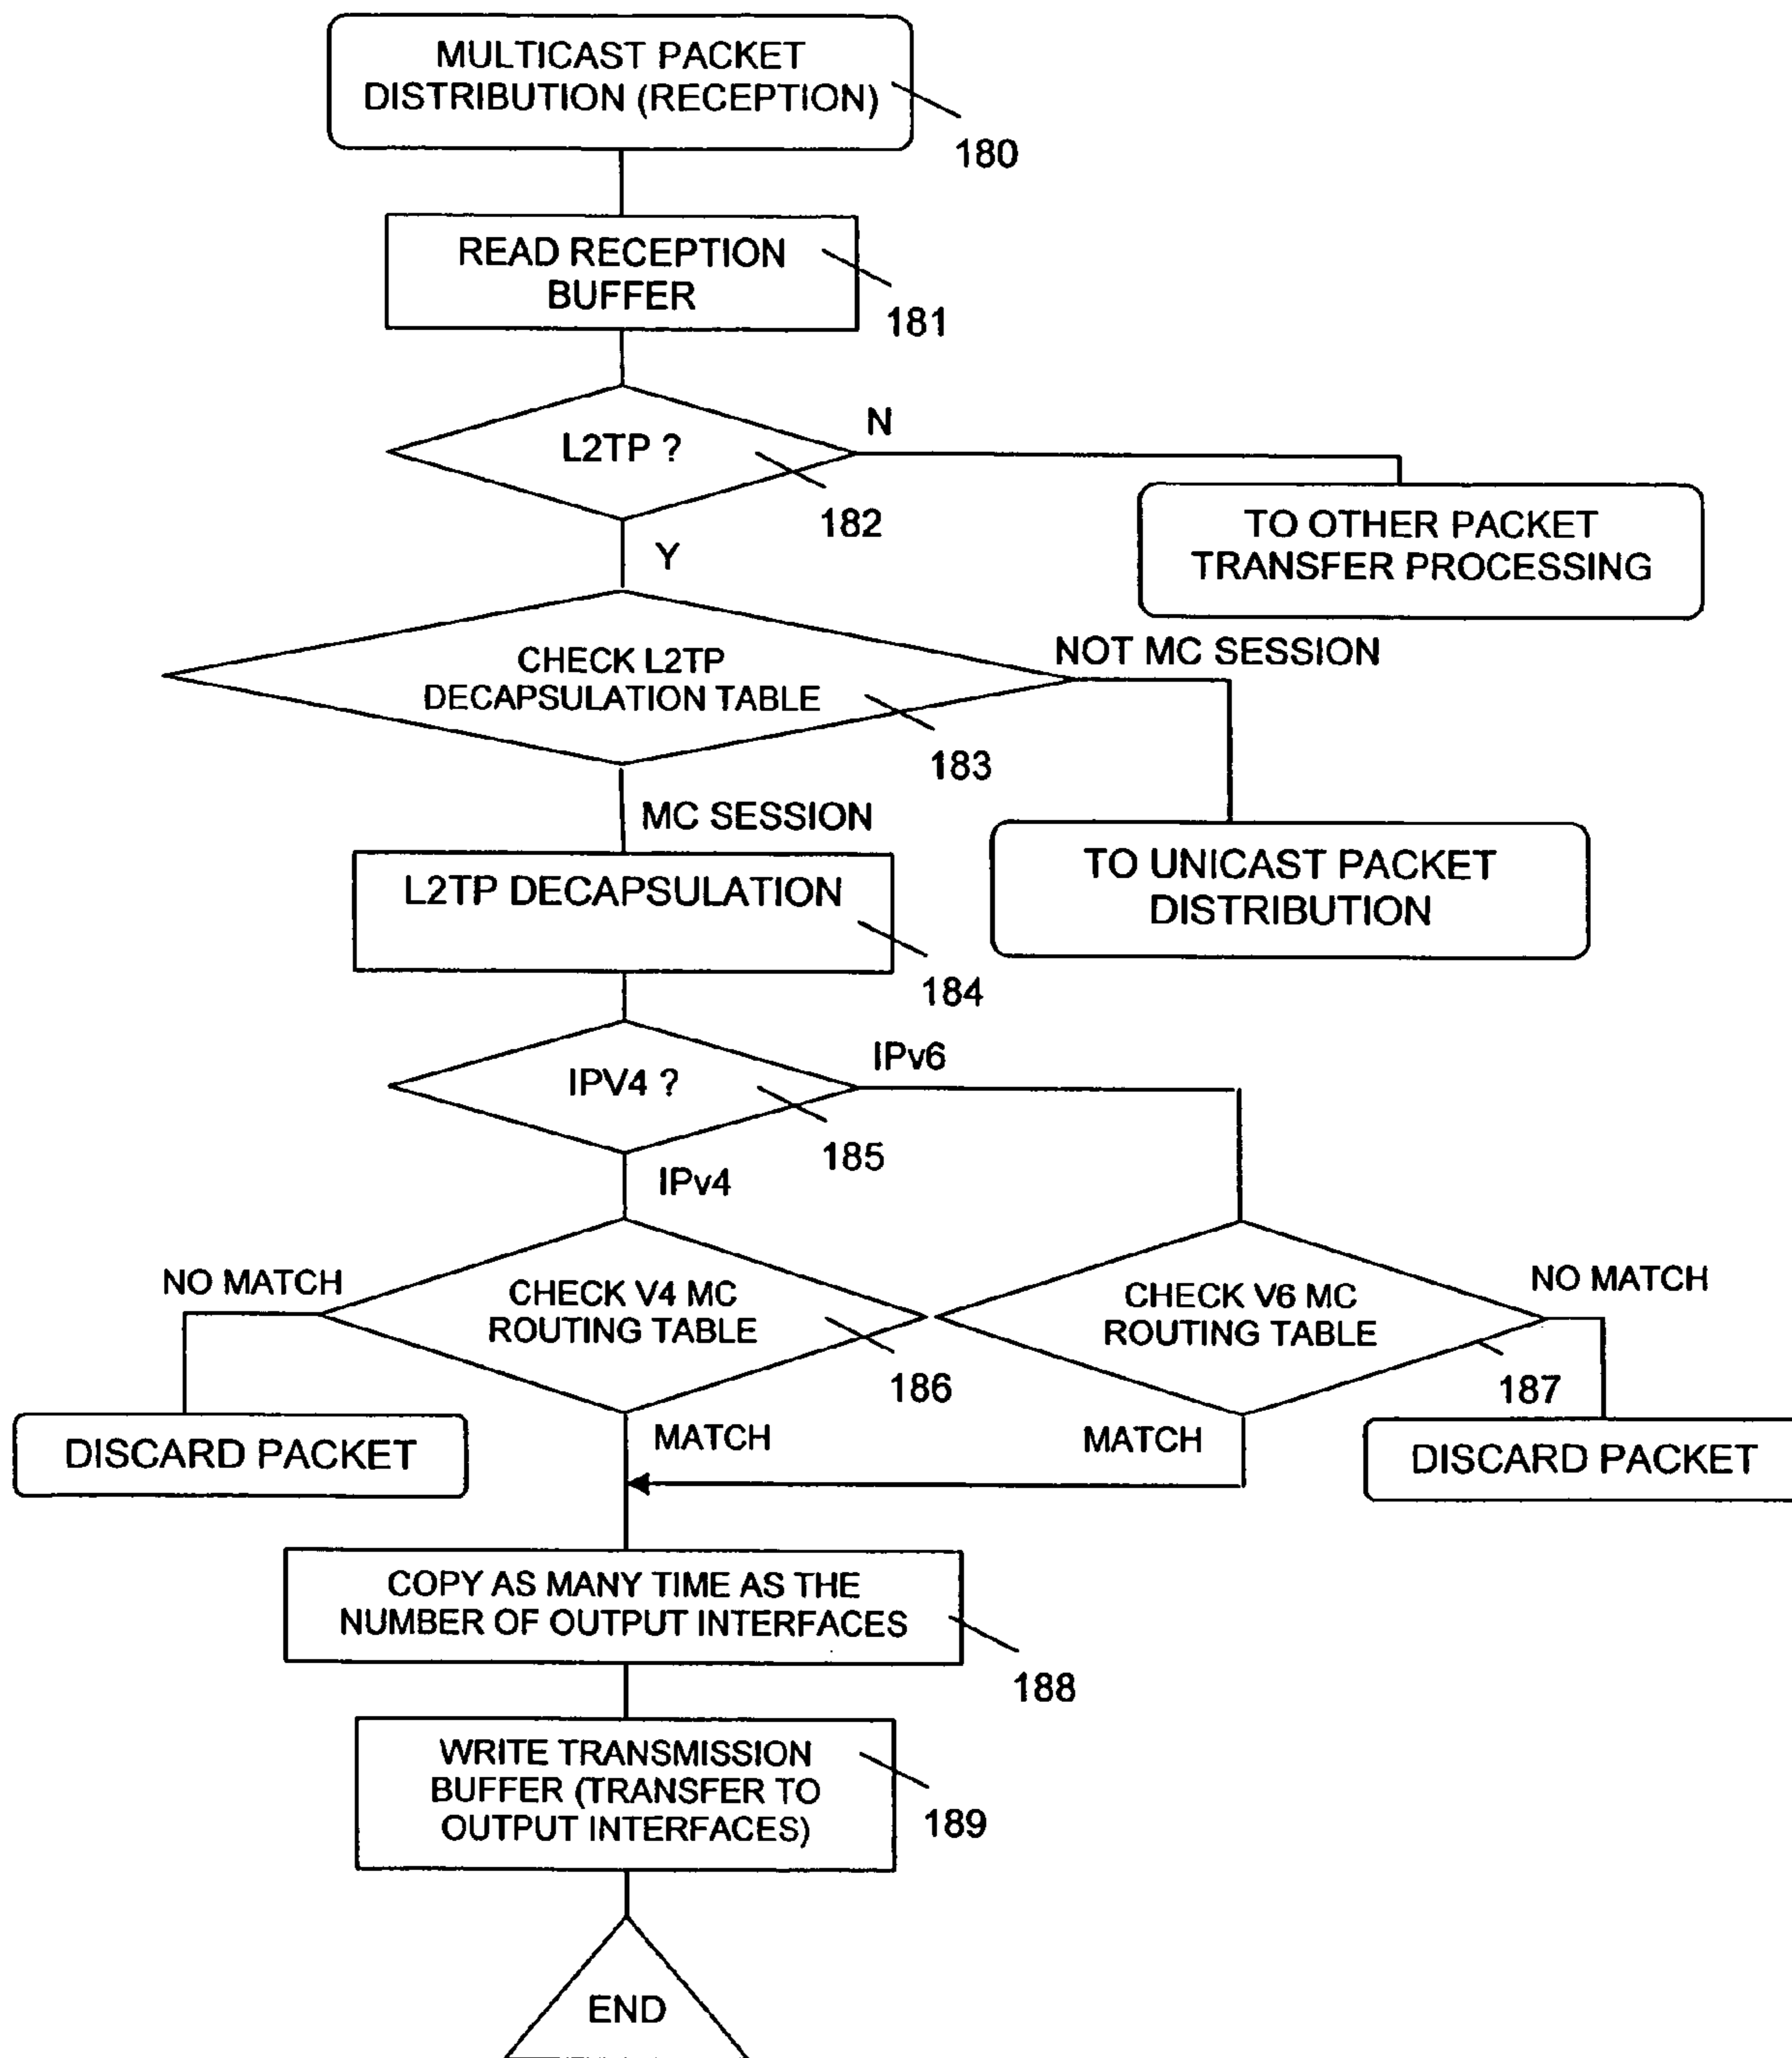 MULTICAST PACKET
DISTRIBUTION (RECEPTION)
180
READ RECEPTION
BUFFER
181
L2TP ?
N
182
TO OTHER PACKET
TRANSFER PROCESSING
Y
CHECK L2TP
DECAPSULATION TABLE
NOT MC SESSION
183
MC SESSION
TO UNICAST PACKET
DISTRIBUTION
L2TP DECAPSULATION
184
IPV4 ?
IPv6
185
IPv4
NO MATCH
CHECK V4 MC
ROUTING TABLE
186
CHECK V6 MC
ROUTING TABLE
NO MATCH
187
DISCARD PACKET
MATCH
MATCH
DISCARD PACKET
COPY AS MANY TIME AS THE
NUMBER OF OUTPUT INTERFACES
188
WRITE TRANSMISSION
BUFFER (TRANSFER TO
OUTPUT INTERFACES)
189
END